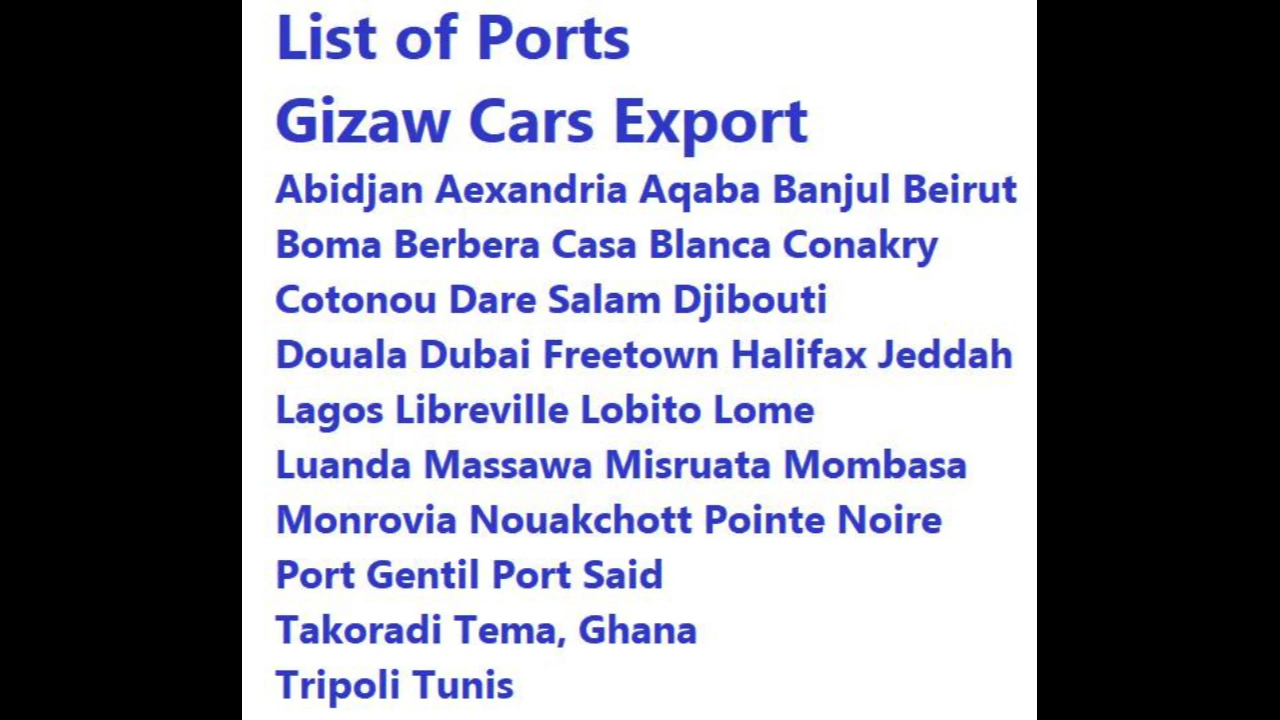 List of Ports
Gizaw Cars Export
Abidjan Aexandria Aqaba Banjul Beirut
Boma Berbera Casa Blanca Conakry
Cotonou Dare Salam Djibouti
Douala Dubai Freetown Halifax Jeddah
Lagos Libreville Lobito Lome
Luanda Massawa Misruata Mombasa
Monrovia Nouakchott Pointe Noire
Port Gentil Port Said
Takoradi Tema, Ghana
Tripoli Tunis